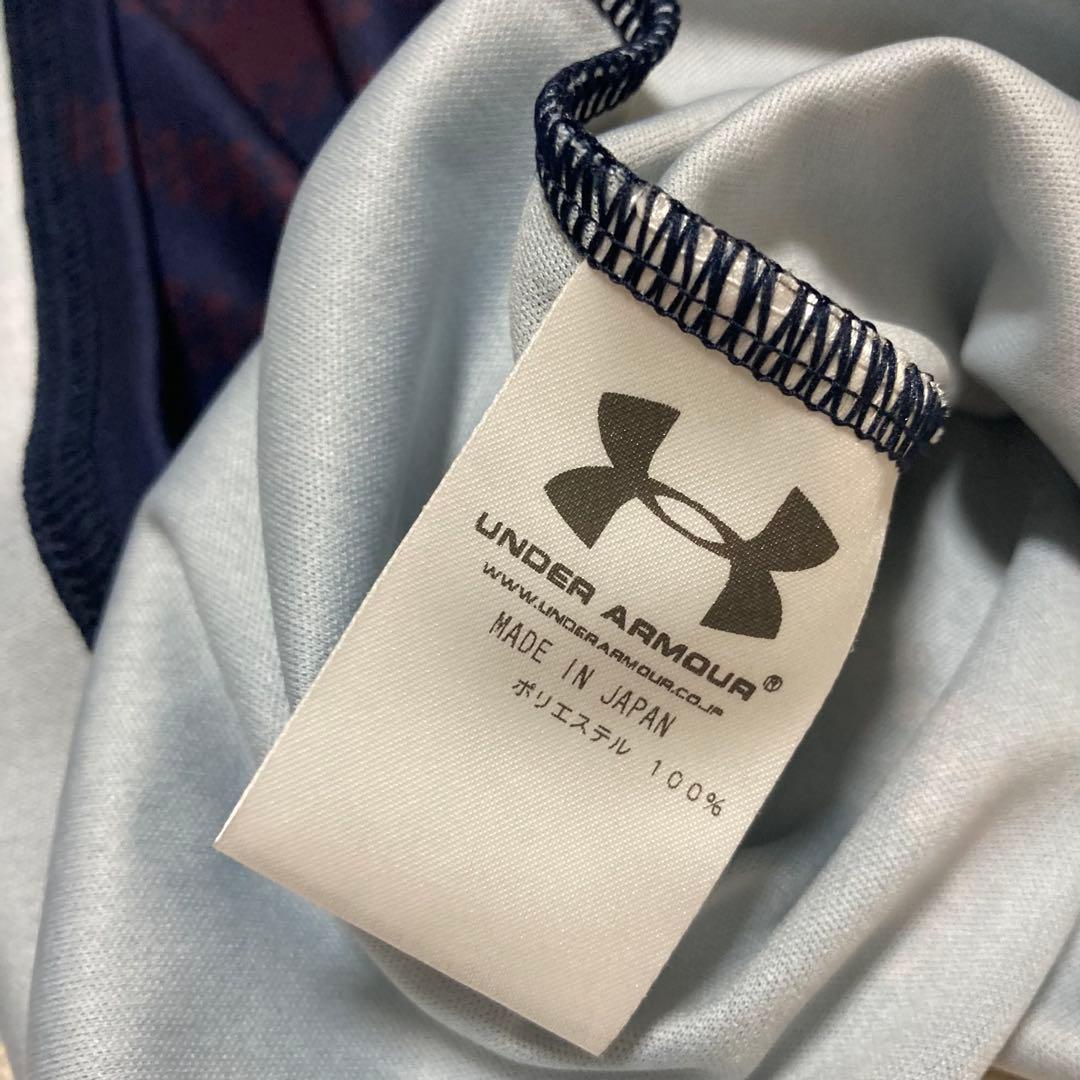 UNDER ARMOUR®
WWW.UNDERARMOUR.CO.JP
MADE IN JAPAN
ポリエステル 100%